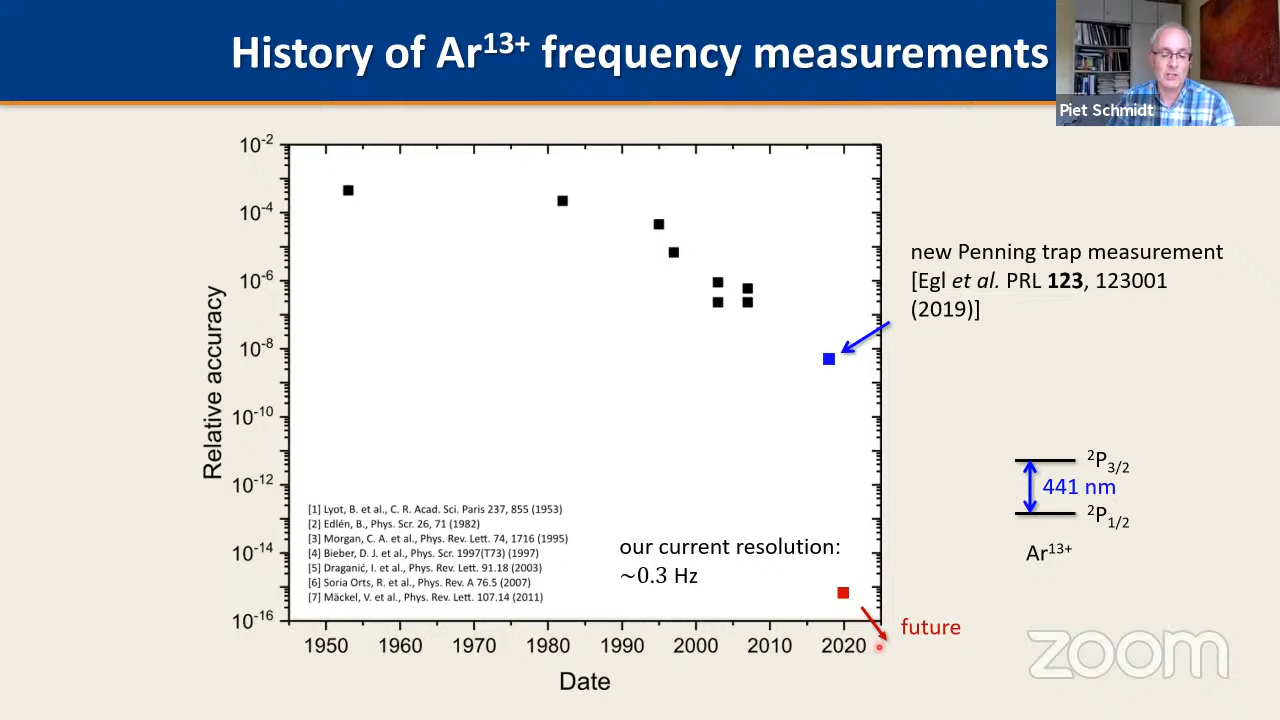 History of Ar¹³⁺ frequency measurements
Piet Schmidt
10⁻²
10⁻⁴
10⁻⁶
10⁻⁸
10⁻¹⁰
10⁻¹²
10⁻¹⁴
10⁻¹⁶
Relative accuracy
new Penning trap measurement
[Egl et al. PRL 123, 123001
(2019)]
²P₃/₂
441 nm
²P₁/₂
Ar¹³⁺
[1] Lyot, B. et al., C. R. Acad. Sci. Paris 237, 855 (1953)
[2] Edlén, B., Phys. Scr. 26, 71 (1982)
[3] Morgan, C. A. et al., Phys. Rev. Lett. 74, 1716 (1995)
[4] Bieber, D. J. et al., Phys. Scr. 1997(T73) (1997)
[5] Draganić, I. et al., Phys. Rev. Lett. 91.18 (2003)
[6] Soria Orts, R. et al., Phys. Rev. A 76.5 (2007)
[7] Mäckel, V. et al., Phys. Rev. Lett. 107.14 (2011)
our current resolution:
~0.3 Hz
future
1950 1960 1970 1980 1990 2000 2010 2020
Date
zoom